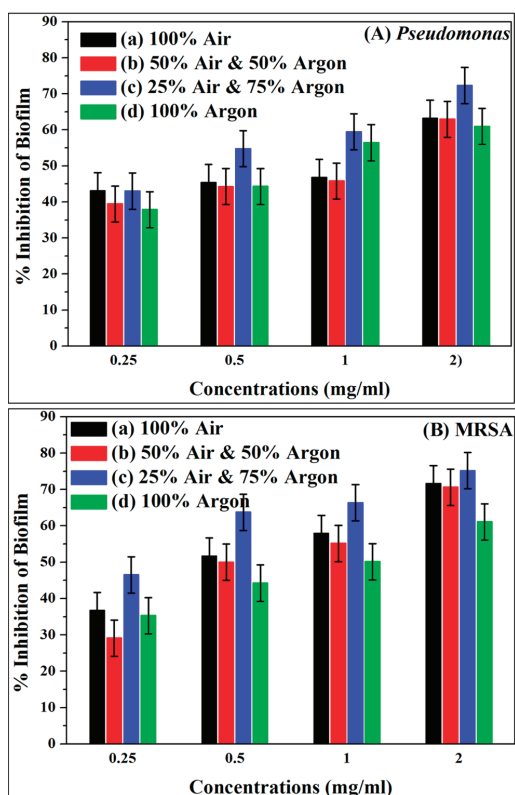 (A) Pseudomonas
(a) 100% Air
(b) 50% Air & 50% Argon
(c) 25% Air & 75% Argon
(d) 100% Argon
% Inhibition of Biofilm
90
80
70
60
50
40
30
20
10
0
0.25 0.5 1 2)
Concentrations (mg/ml)
(B) MRSA
(a) 100% Air
(b) 50% Air & 50% Argon
(c) 25% Air & 75% Argon
(d) 100% Argon
% Inhibition of Biofilm
90
80
70
60
50
40
30
20
10
0
0.25 0.5 1 2
Concentrations (mg/ml)